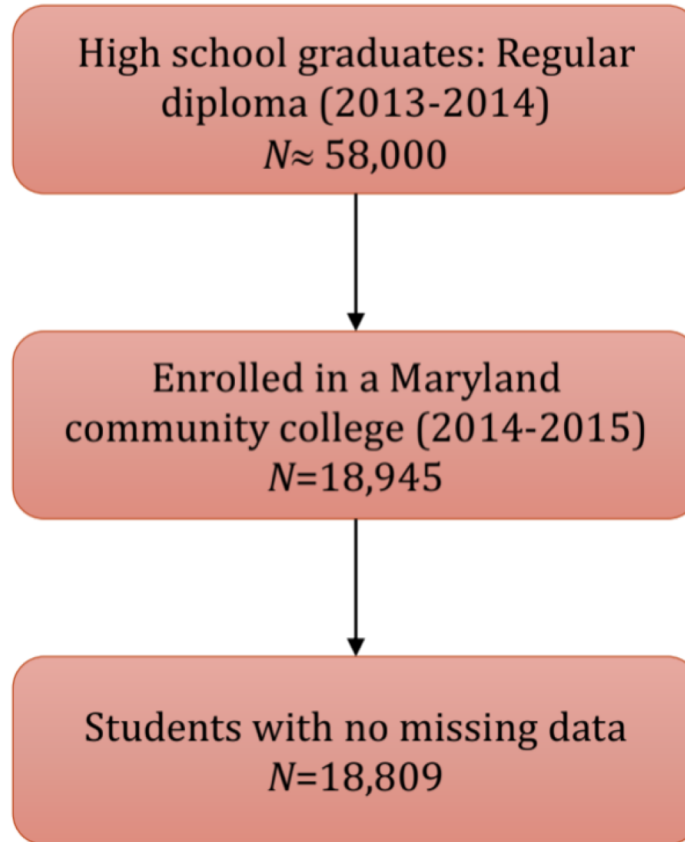 High school graduates: Regular
diploma (2013-2014)
N≈ 58,000
Enrolled in a Maryland
community college (2014-2015)
N=18,945
Students with no missing data
N=18,809